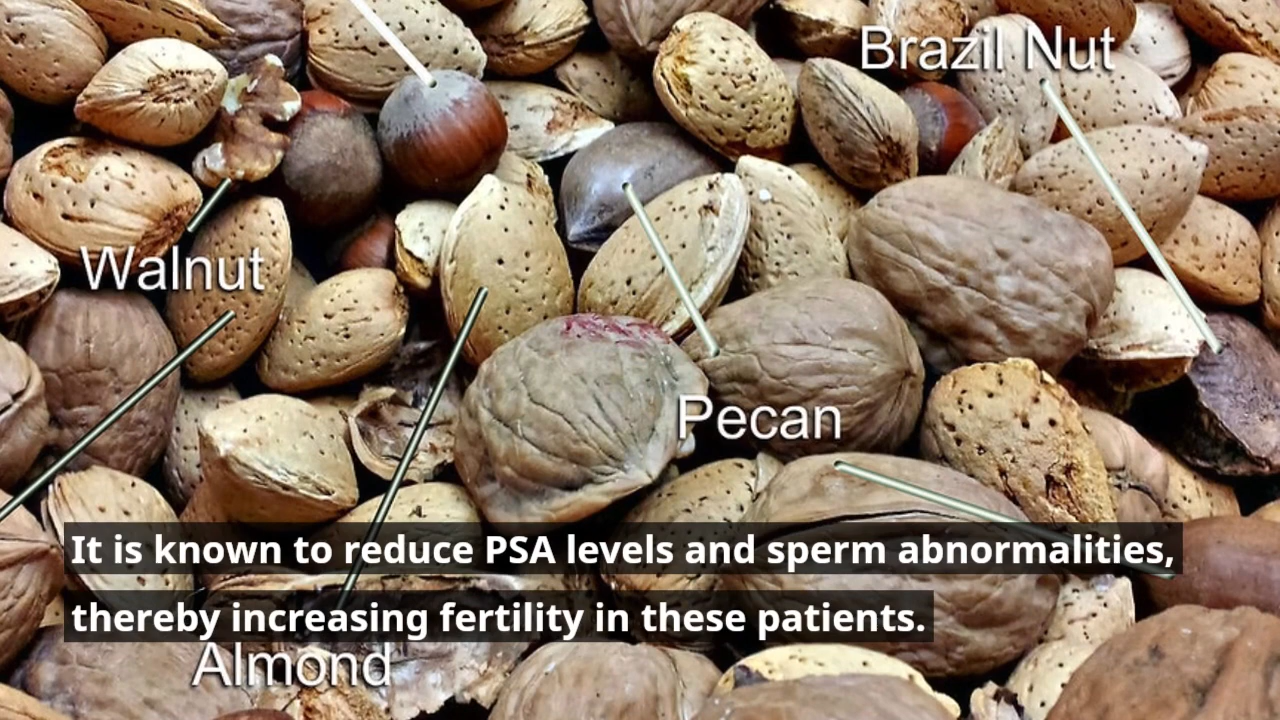 Brazil Nut
Walnut
Pecan
It is known to reduce PSA levels and sperm abnormalities,
thereby increasing fertility in these patients.
Almond